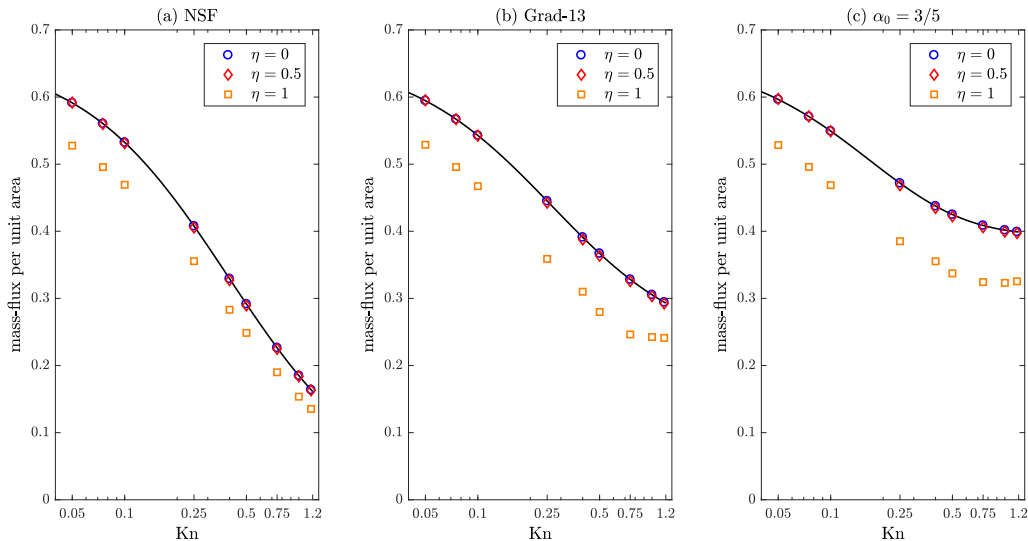 (a) NSF
0.7
0.6
0.5
0.4
0.3
0.2
0.1
0
mass-flux per unit area
η = 0
η = 0.5
η = 1
0.05 0.1 0.25 0.5 0.75 1.2
Kn
(b) Grad-13
0.7
0.6
0.5
0.4
0.3
0.2
0.1
0
mass-flux per unit area
η = 0
η = 0.5
η = 1
0.05 0.1 0.25 0.5 0.75 1.2
Kn
(c) α₀ = 3/5
0.7
0.6
0.5
0.4
0.3
0.2
0.1
0
mass-flux per unit area
η = 0
η = 0.5
η = 1
0.05 0.1 0.25 0.5 0.75 1.2
Kn